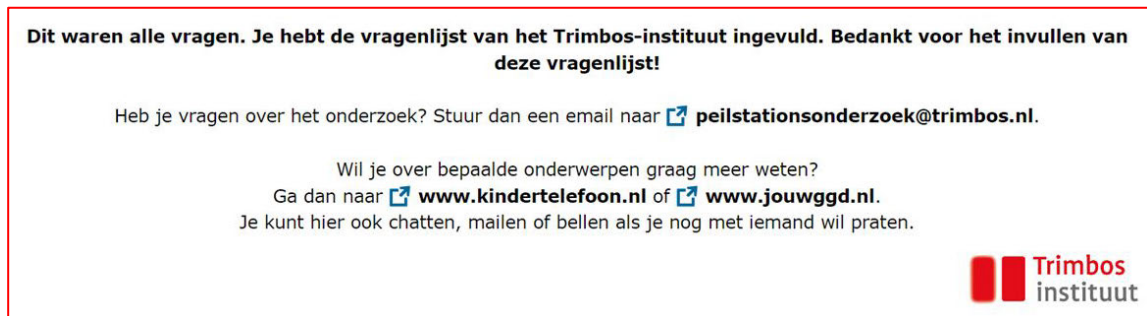 Dit waren alle vragen. Je hebt de vragenlijst van het Trimbos-instituut ingevuld. Bedankt voor het invullen van
deze vragenlijst!
Heb je vragen over het onderzoek? Stuur dan een email naar peilstationsonderzoek@trimbos.nl.
Wil je over bepaalde onderwerpen graag meer weten?
Ga dan naar www.kindertelefoon.nl of www.jouwggd.nl.
Je kunt hier ook chatten, mailen of bellen als je nog met iemand wil praten.
Trimbos
instituut